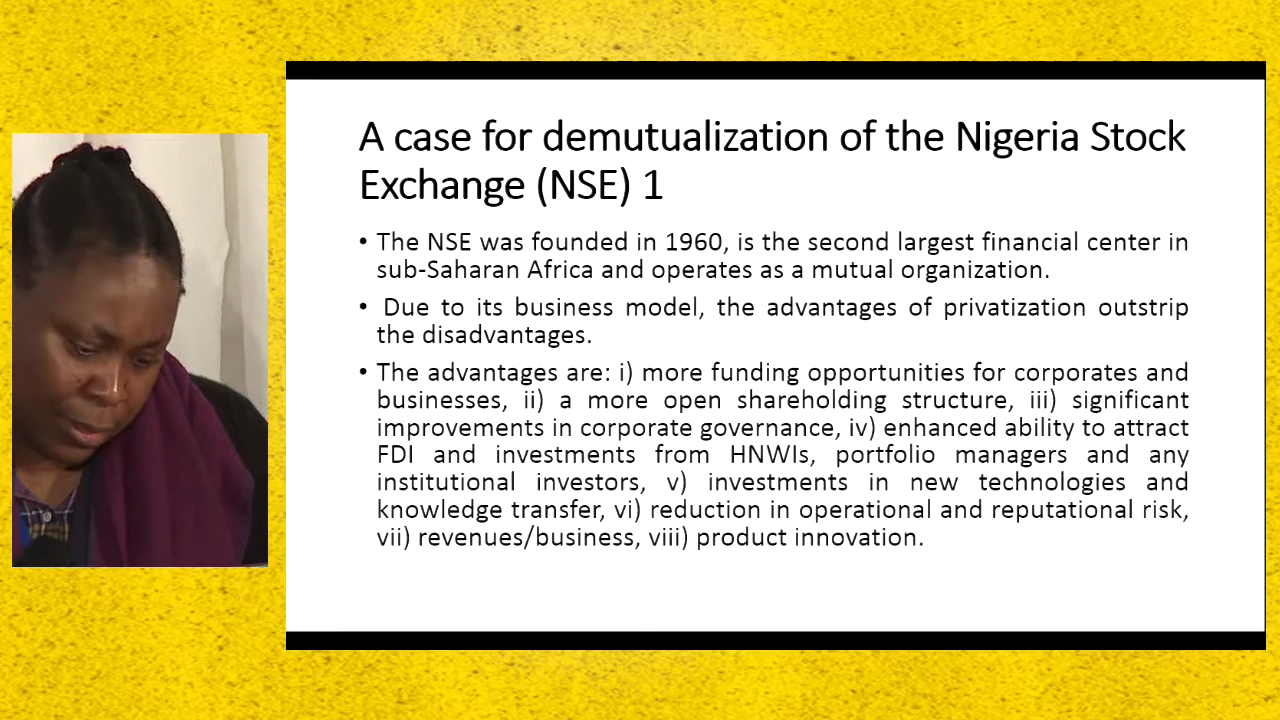 A case for demutualization of the Nigeria Stock
Exchange (NSE) 1
• The NSE was founded in 1960, is the second largest financial center in
sub-Saharan Africa and operates as a mutual organization.
• Due to its business model, the advantages of privatization outstrip
the disadvantages.
• The advantages are: i) more funding opportunities for corporates and
businesses, ii) a more open shareholding structure, iii) significant
improvements in corporate governance, iv) enhanced ability to attract
FDI and investments from HNWIs, portfolio managers and any
institutional investors, v) investments in new technologies and
knowledge transfer, vi) reduction in operational and reputational risk,
vii) revenues/business, viii) product innovation.